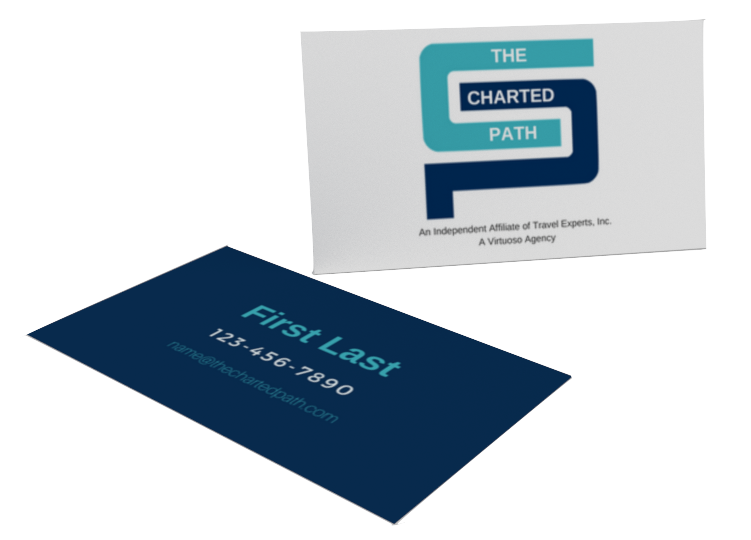 THE
CHARTED
PATH
An Independent Affiliate of Travel Experts, Inc.
A Virtuoso Agency
First Last
123-456-7890
name@thechartedpath.com